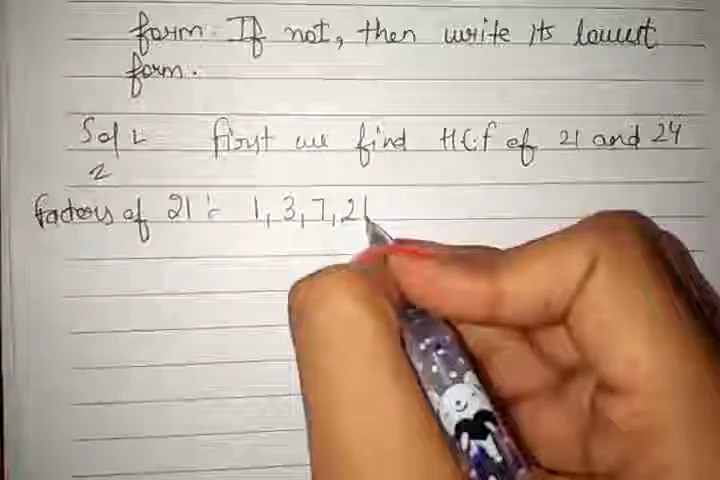 form. If not, then write its lowest
form.
Sol:- First we find H.C.f of 21 and 24
2
factors of 21 :- 1, 3, 7, 21